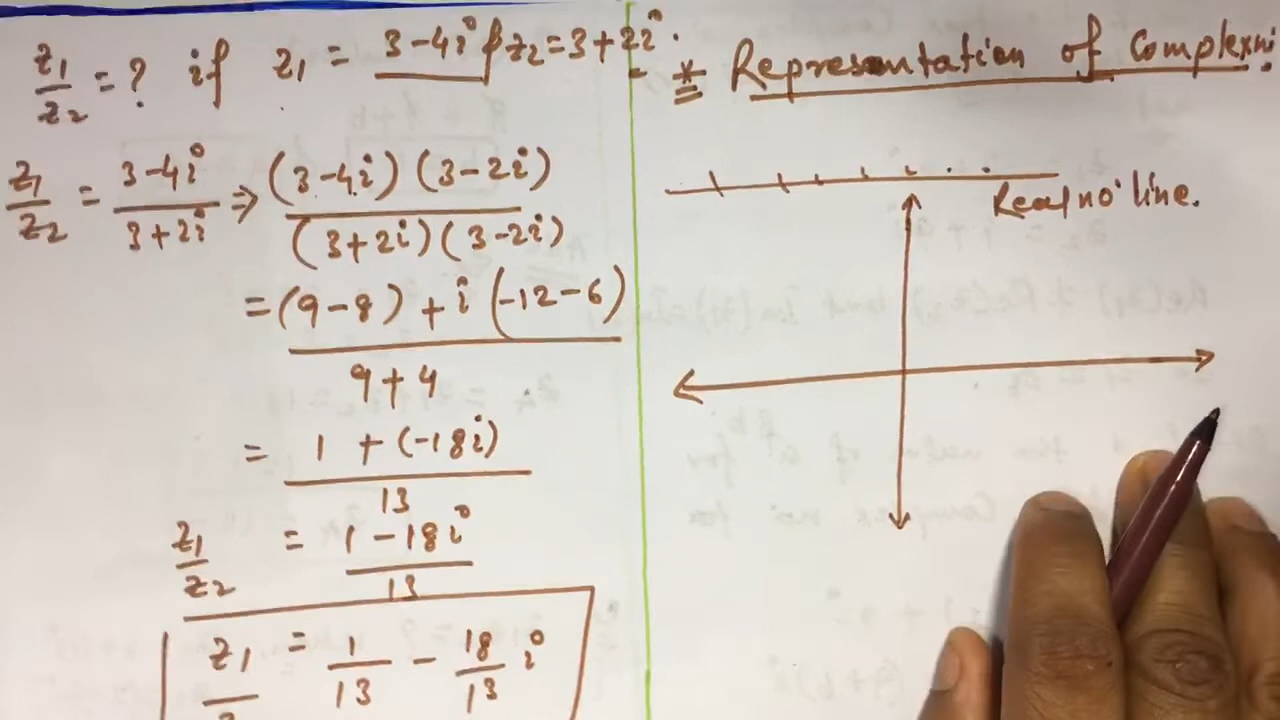 z1/z2 = ? if z1 = 3-4i & z2 = 3+2i.
z1/z2 = 3-4i/3+2i ⇒ (3-4i)(3-2i)/(3+2i)(3-2i)
= (9-8) + i(-12-6)/9+4
= 1 + (-18i)/13
z1/z2 = 1-18i/13
z1/ = 1/13 - 18/13 i
* Representation of Complex
Real no line.